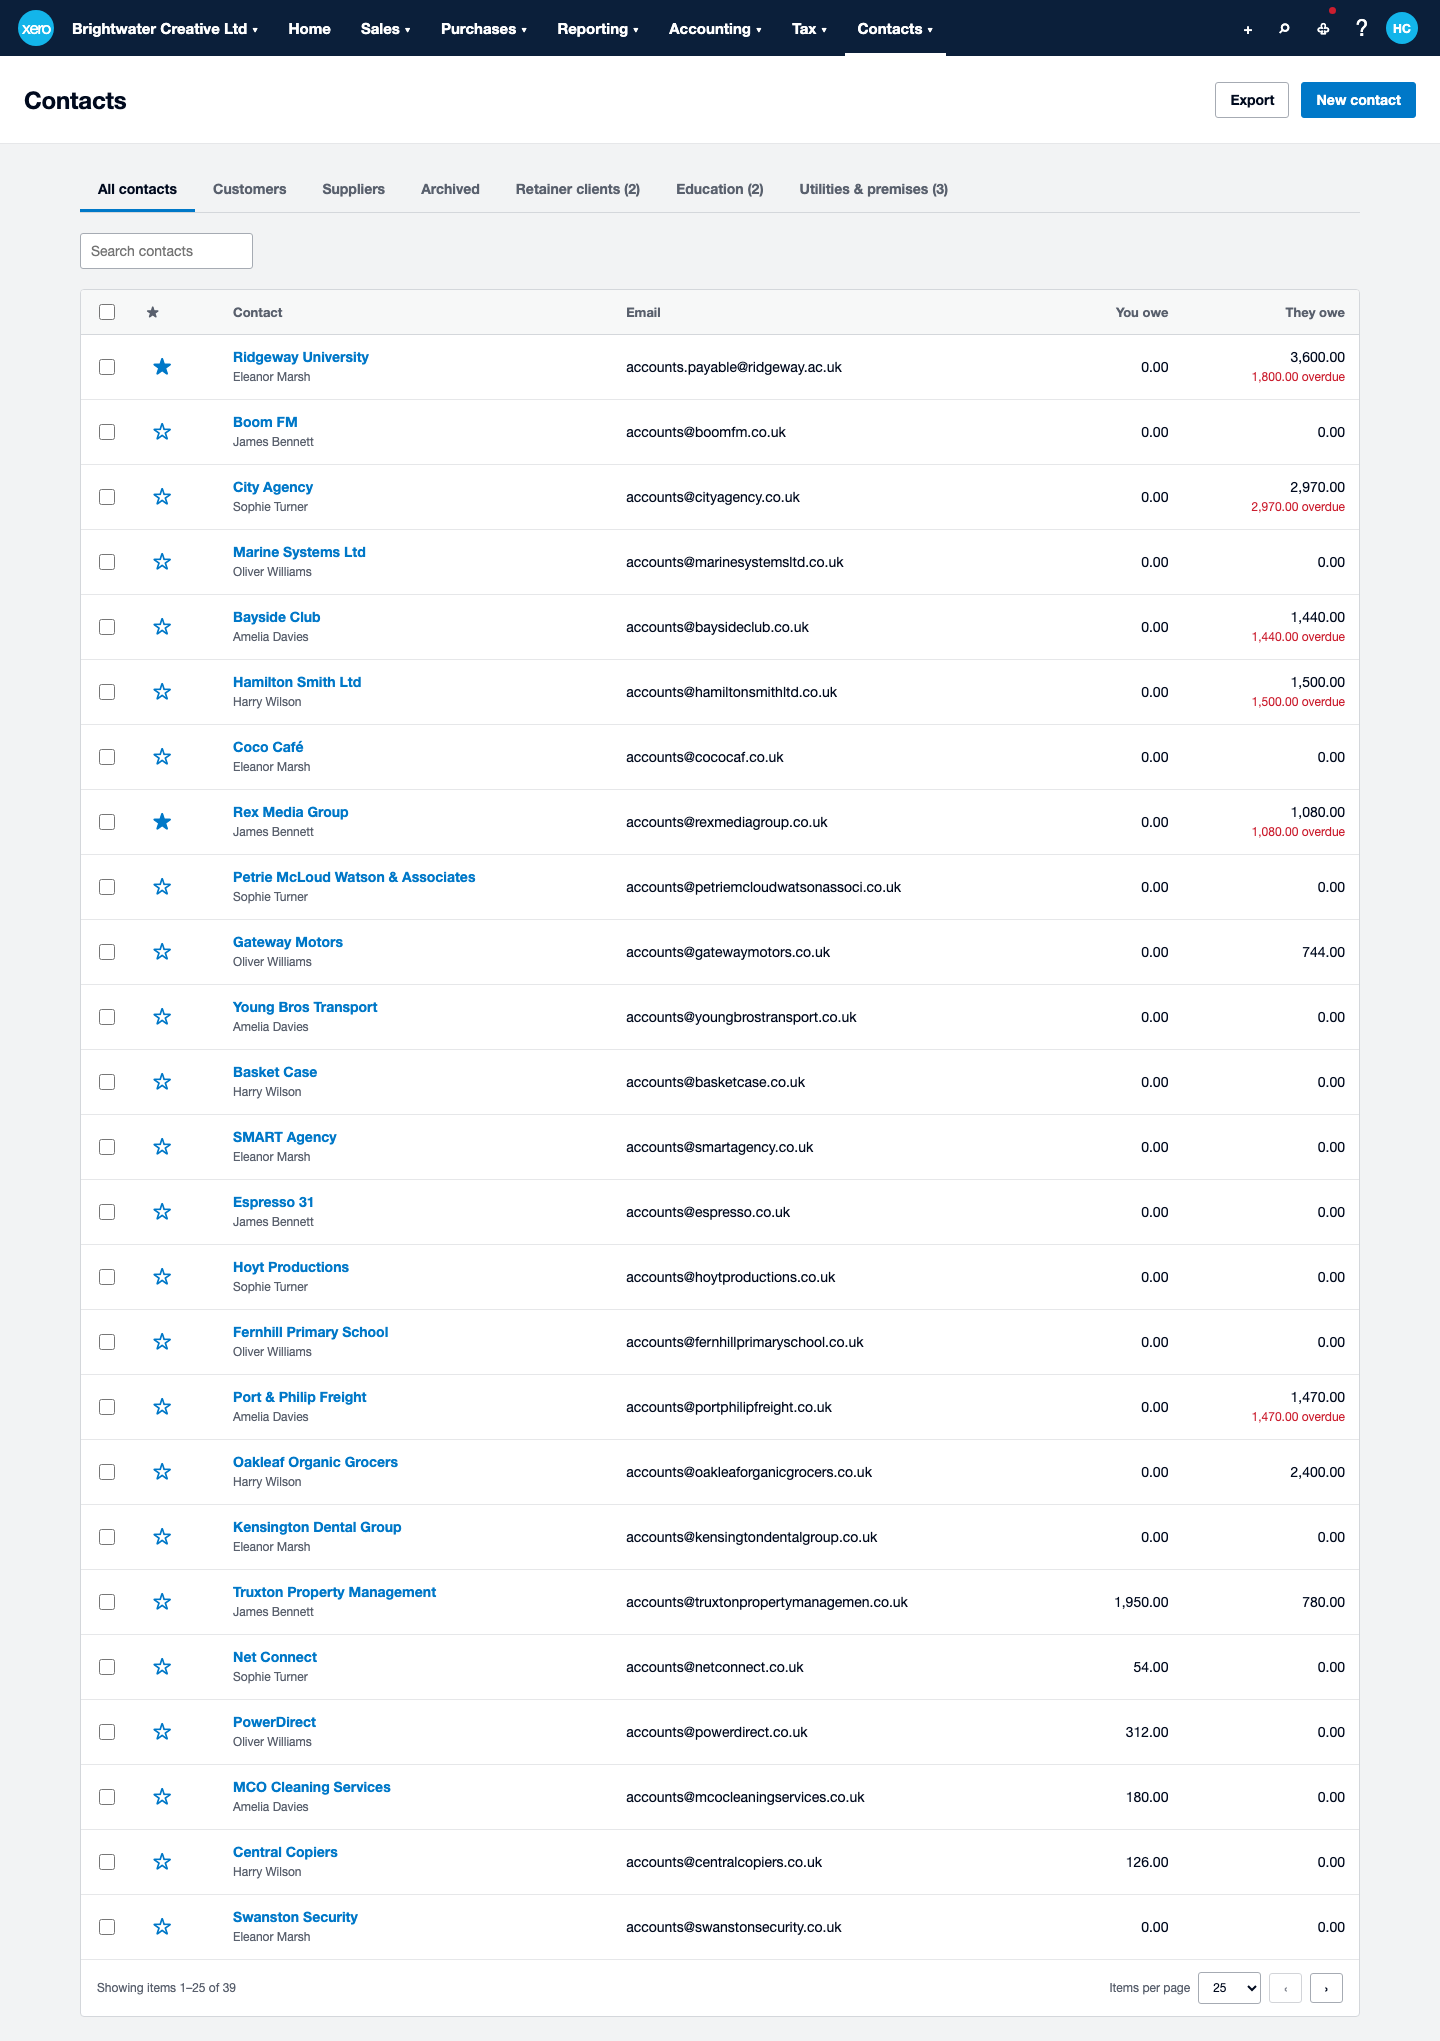 xero Brightwater Creative Ltd Home Sales Purchases Reporting Accounting Tax Contacts + ? HC
Contacts Export New contact
All contacts Customers Suppliers Archived Retainer clients (2) Education (2) Utilities & premises (3)
Search contacts
★ Contact Email You owe They owe
Ridgeway University
Eleanor Marsh
accounts.payable@ridgeway.ac.uk 0.00 3,600.00
1,800.00 overdue
Boom FM
James Bennett
accounts@boomfm.co.uk 0.00 0.00
City Agency
Sophie Turner
accounts@cityagency.co.uk 0.00 2,970.00
2,970.00 overdue
Marine Systems Ltd
Oliver Williams
accounts@marinesystemsltd.co.uk 0.00 0.00
Bayside Club
Amelia Davies
accounts@baysideclub.co.uk 0.00 1,440.00
1,440.00 overdue
Hamilton Smith Ltd
Harry Wilson
accounts@hamiltonsmithltd.co.uk 0.00 1,500.00
1,500.00 overdue
Coco Café
Eleanor Marsh
accounts@cococaf.co.uk 0.00 0.00
Rex Media Group
James Bennett
accounts@rexmediagroup.co.uk 0.00 1,080.00
1,080.00 overdue
Petrie McLoud Watson & Associates
Sophie Turner
accounts@petriemcloudwatsonassoci.co.uk 0.00 0.00
Gateway Motors
Oliver Williams
accounts@gatewaymotors.co.uk 0.00 744.00
Young Bros Transport
Amelia Davies
accounts@youngbrostransport.co.uk 0.00 0.00
Basket Case
Harry Wilson
accounts@basketcase.co.uk 0.00 0.00
SMART Agency
Eleanor Marsh
accounts@smartagency.co.uk 0.00 0.00
Espresso 31
James Bennett
accounts@espresso.co.uk 0.00 0.00
Hoyt Productions
Sophie Turner
accounts@hoytproductions.co.uk 0.00 0.00
Fernhill Primary School
Oliver Williams
accounts@fernhillprimaryschool.co.uk 0.00 0.00
Port & Philip Freight
Amelia Davies
accounts@portphilipfreight.co.uk 0.00 1,470.00
1,470.00 overdue
Oakleaf Organic Grocers
Harry Wilson
accounts@oakleaforganicgrocers.co.uk 0.00 2,400.00
Kensington Dental Group
Eleanor Marsh
accounts@kensingtondentalgroup.co.uk 0.00 0.00
Truxton Property Management
James Bennett
accounts@truxtonpropertymanagemen.co.uk 1,950.00 780.00
Net Connect
Sophie Turner
accounts@netconnect.co.uk 54.00 0.00
PowerDirect
Oliver Williams
accounts@powerdirect.co.uk 312.00 0.00
MCO Cleaning Services
Amelia Davies
accounts@mcocleaningservices.co.uk 180.00 0.00
Central Copiers
Harry Wilson
accounts@centralcopiers.co.uk 126.00 0.00
Swanston Security
Eleanor Marsh
accounts@swanstonsecurity.co.uk 0.00 0.00
Showing items 1–25 of 39 Items per page 25 ‹ ›